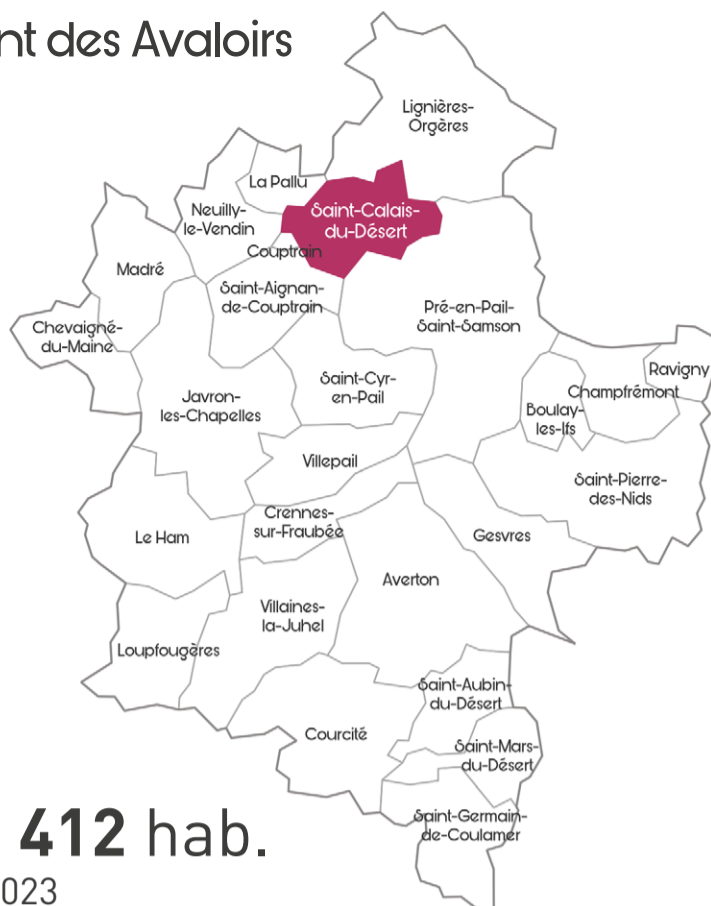 nt des Avaloirs
Lignières-
Orgères
La Pallu
Neuilly-
le-Vendin
Saint-Calais-
du-Désert
Couptrain
Madré
Saint-Aignan-
de-Couptrain
Pré-en-Pail-
Saint-Samson
Chevaigné-
du-Maine
Ravigny
Champfrémont
Boulay-
les-Ifs
Javron-
les-Chapelles
Saint-Cyr-
en-Pail
Villepail
Saint-Pierre-
des-Nids
Crennes-
sur-Fraubée
Le Ham
Gesvres
Averton
Villaines-
la-Juhel
Loupfougères
Saint-Aubin-
du-Désert
Courcité
Saint-Mars-
du-Désert
Saint-Germain-
de-Coulamer
412 hab.
023